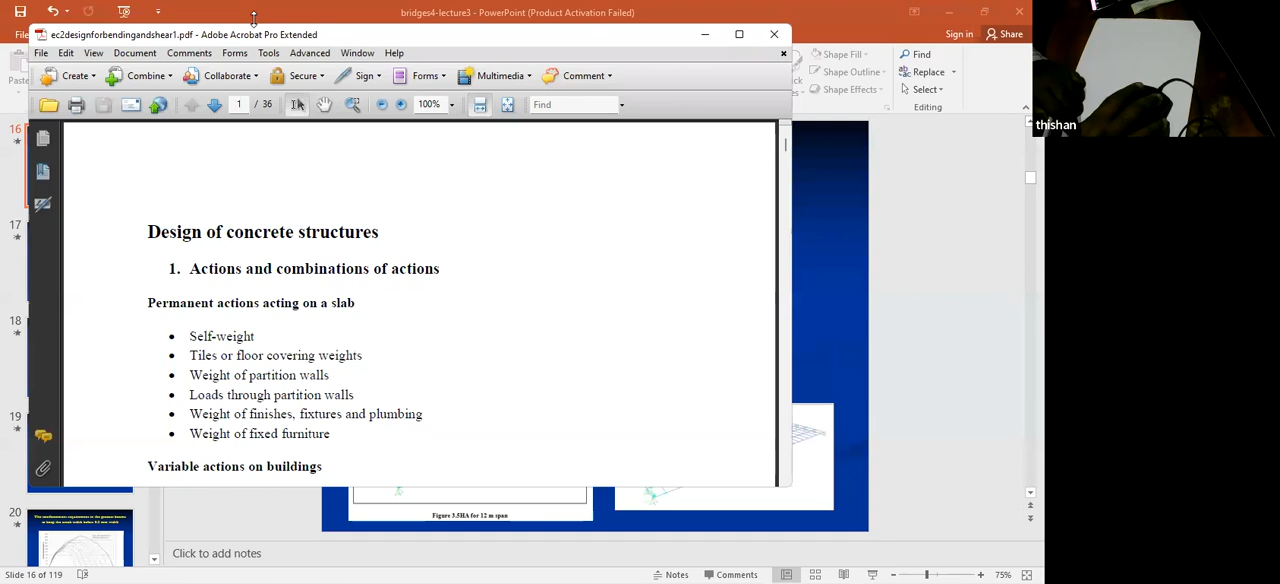 bridges4-lecture3 - PowerPoint (Product Activation Failed)
Sign in
Share
ec2designforbendingandshear1.pdf - Adobe Acrobat Pro Extended
File Edit View Document Comments Forms Tools Advanced Window Help
Create Combine Collaborate Secure Sign Forms Multimedia Comment
1 / 36 100% Find
Shape Fill
Shape Outline
Shape Effects
Find
Replace
Select
Editing
thishan
Design of concrete structures
1. Actions and combinations of actions
Permanent actions acting on a slab
• Self-weight
• Tiles or floor covering weights
• Weight of partition walls
• Loads through partition walls
• Weight of finishes, fixtures and plumbing
• Weight of fixed furniture
Variable actions on buildings
16
17
18
19
20
Figure 3.5HA for 12 m span
Click to add notes
Slide 16 of 119
Notes
Comments
75%